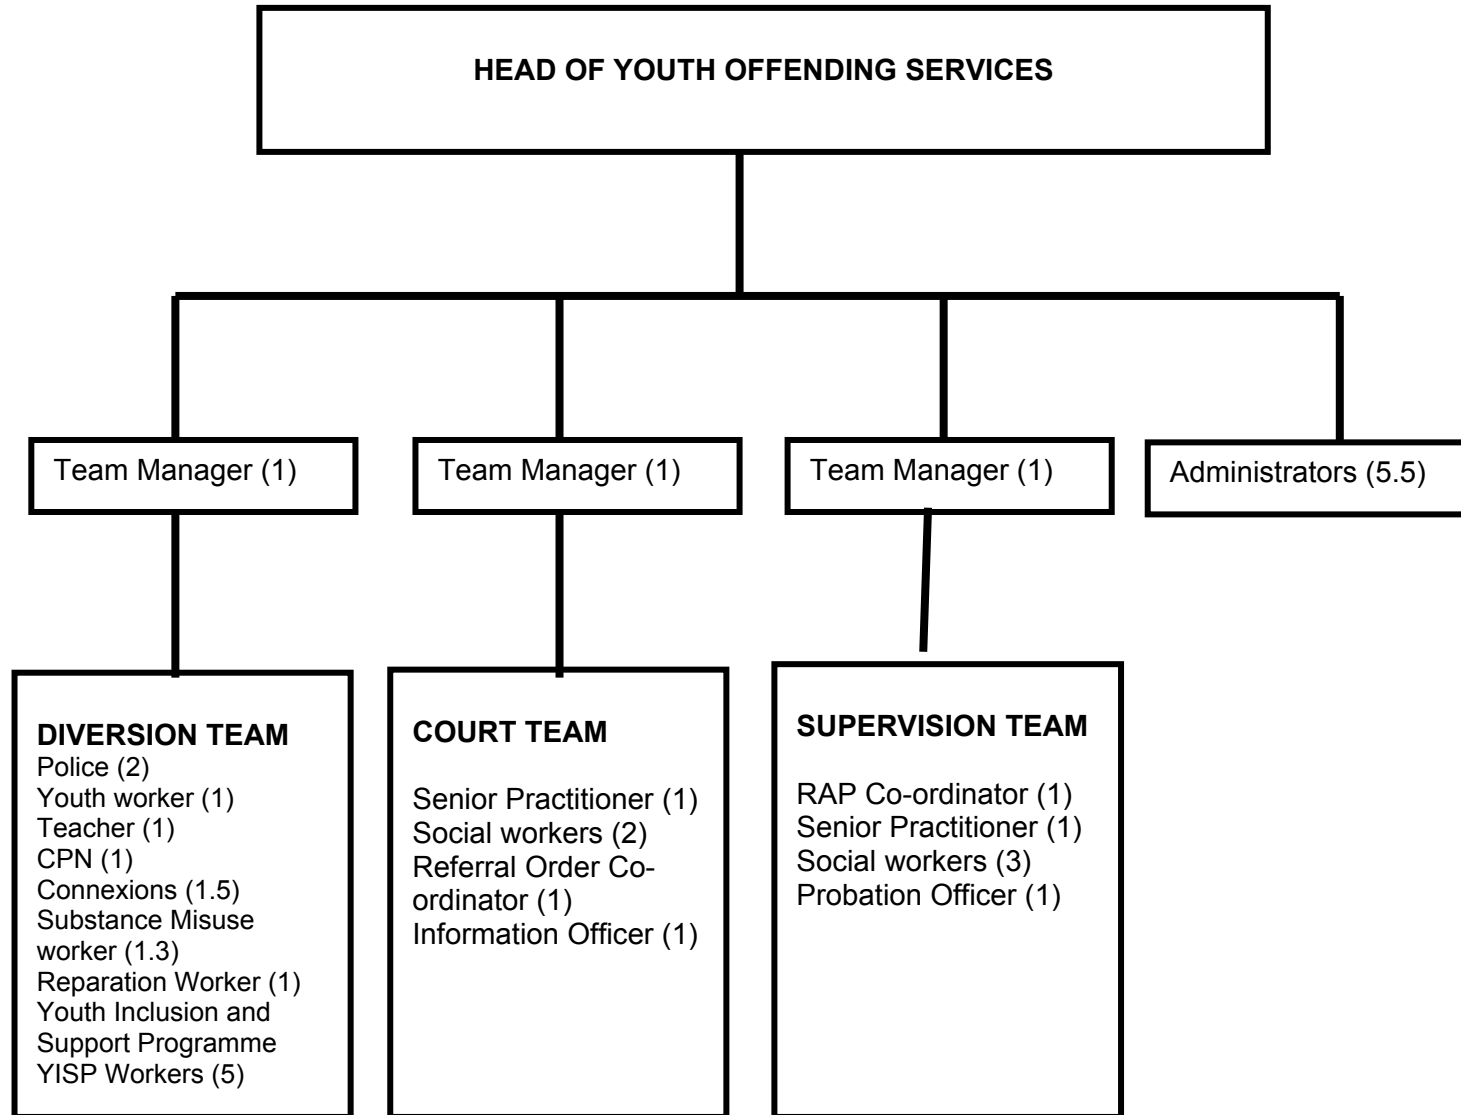 HEAD OF YOUTH OFFENDING SERVICES
Team Manager (1)
Team Manager (1)
Team Manager (1)
Administrators (5.5)
DIVERSION TEAM
Police (2)
Youth worker (1)
Teacher (1)
CPN (1)
Connexions (1.5)
Substance Misuse
worker (1.3)
Reparation Worker (1)
Youth Inclusion and
Support Programme
YISP Workers (5)
COURT TEAM
Senior Practitioner (1)
Social workers (2)
Referral Order Co-
ordinator (1)
Information Officer (1)
SUPERVISION TEAM
RAP Co-ordinator (1)
Senior Practitioner (1)
Social workers (3)
Probation Officer (1)